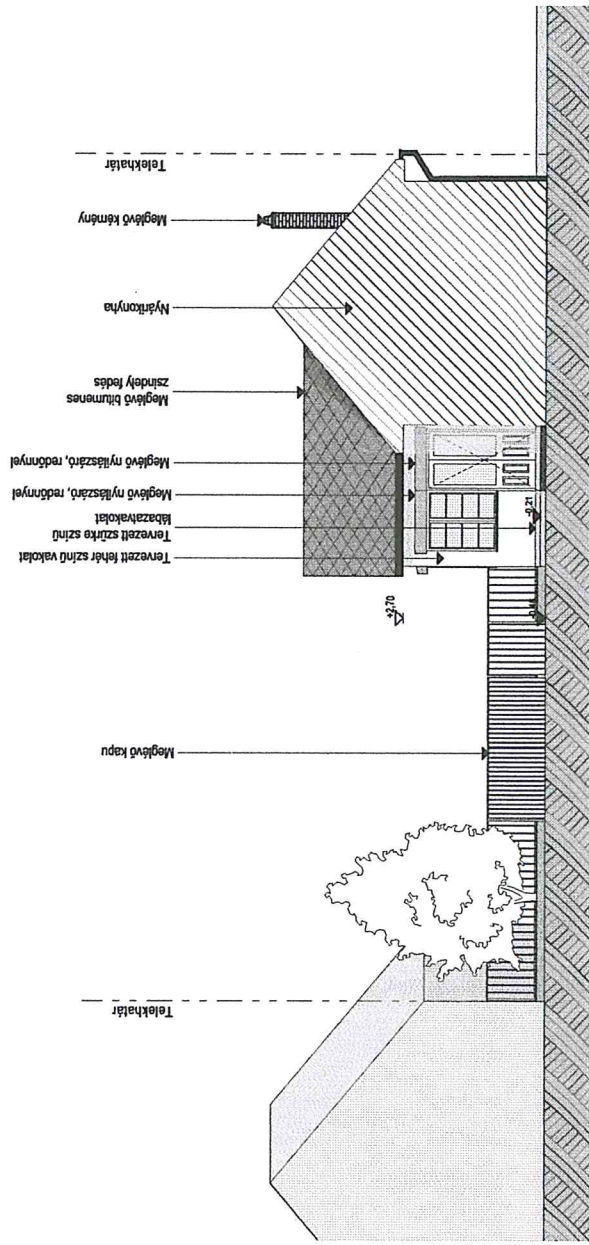 Telekhatár
Meglévő kapu
+2,70
Tervezett fehér színű vakolat
Tervezett szürke színű
lábazatvakolat
-0,21
Meglévő nyílászáró, redőnnyel
Meglévő nyílászáró, redőnnyel
Meglévő bitumenes
zsindely fedés
Nyárikonyha
Meglévő kémény
Telekhatár